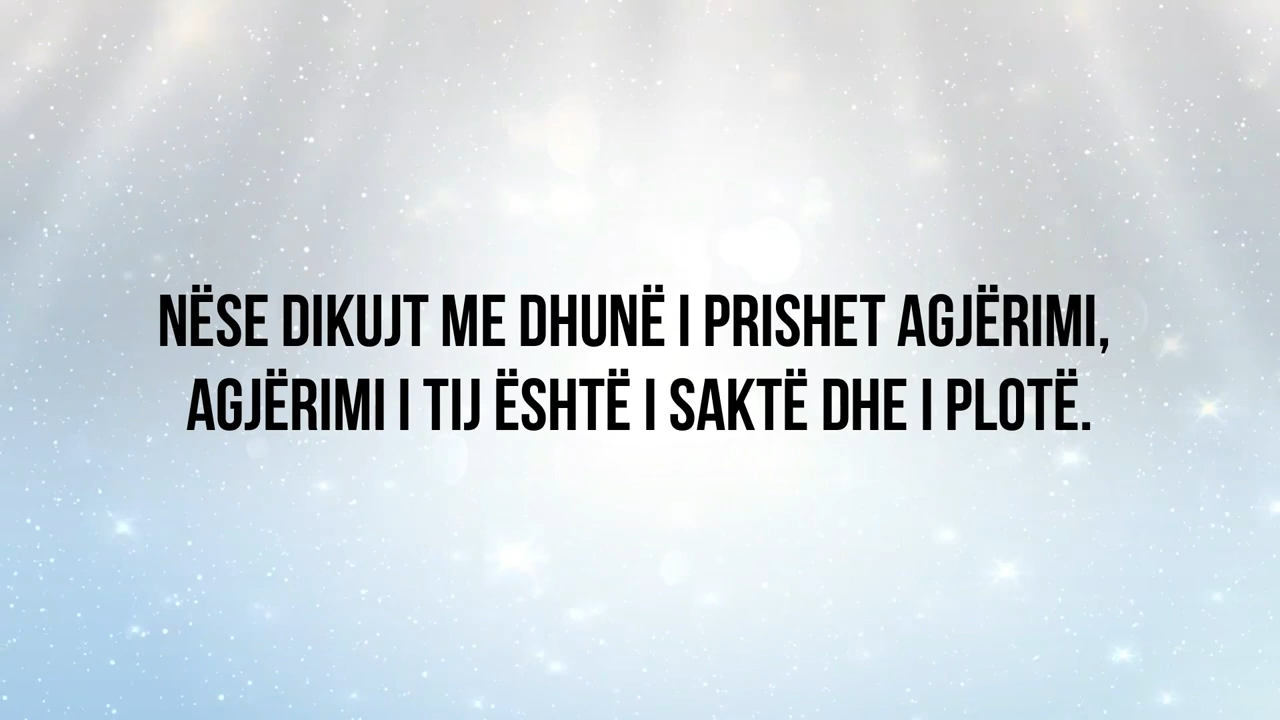 NËSE DIKUJT ME DHUNË I PRISHET AGJËRIMI,
AGJËRIMI I TIJ ËSHTË I SAKTË DHE I PLOTË.